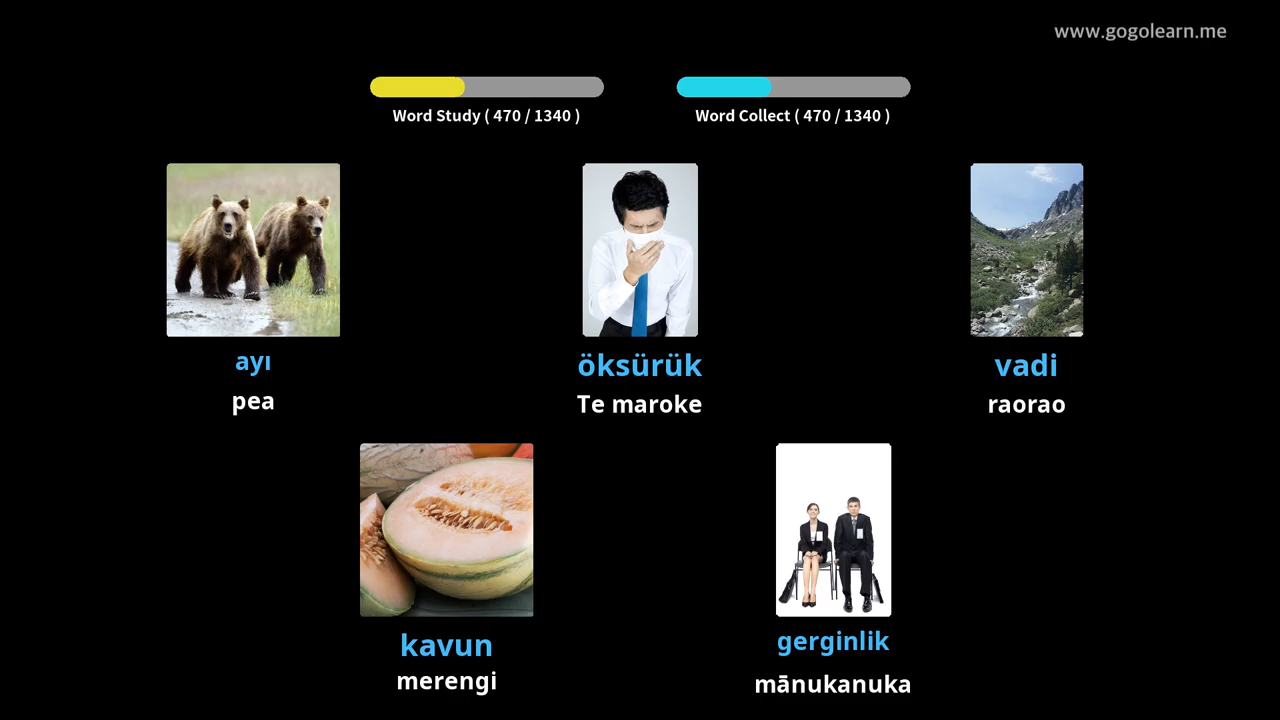 www.gogolearn.me
Word Study ( 470 / 1340 )
Word Collect ( 470 / 1340 )
ayı
pea
öksürük
Te maroke
vadi
raorao
kavun
merengi
gerginlik
mānukanuka